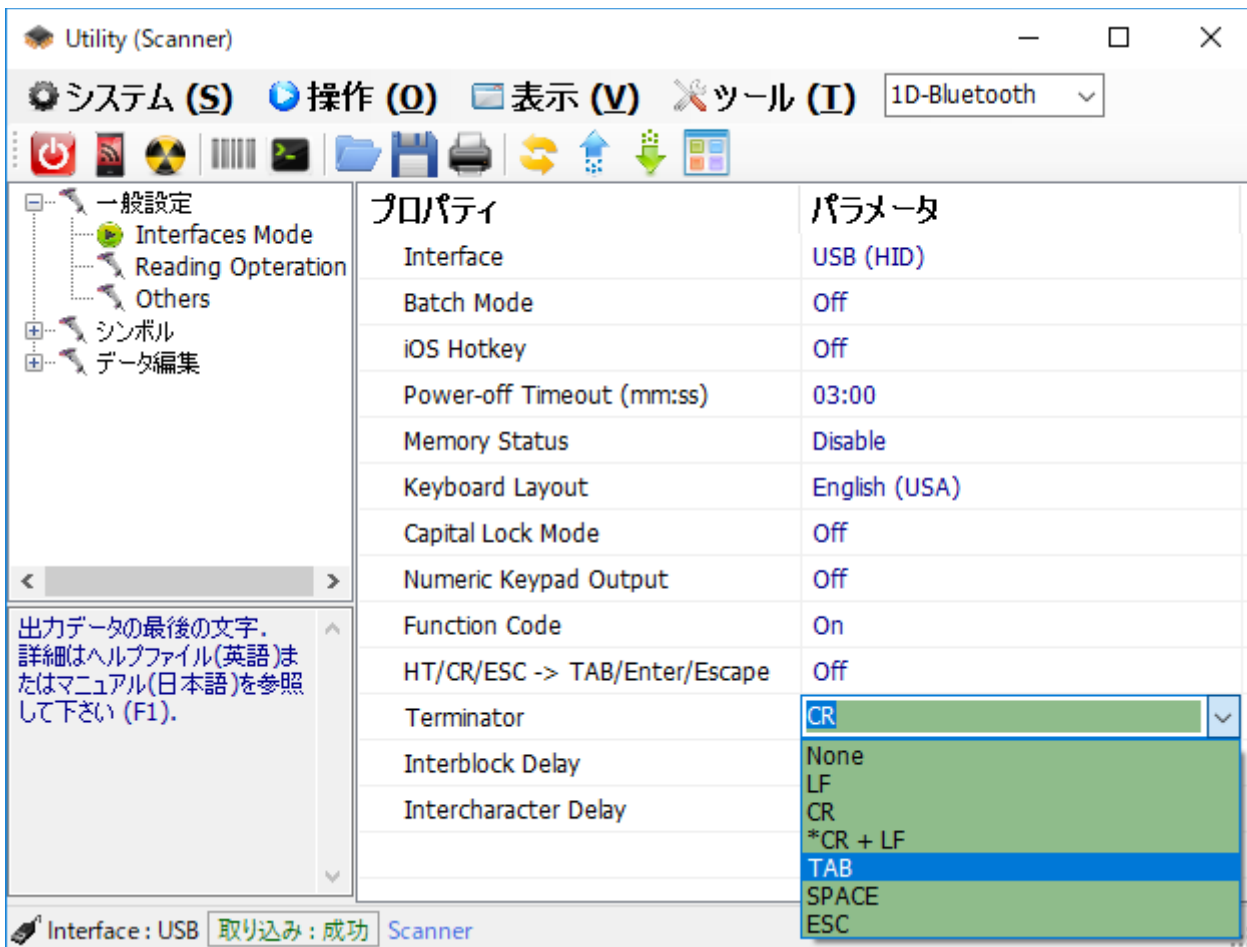 Utility (Scanner)
システム (S) 操作 (O) 表示 (V) ツール (T) 1D-Bluetooth
一般設定
Interfaces Mode
Reading Opteration
Others
シンボル
データ編集
出力データの最後の文字.
詳細はヘルプファイル(英語)ま
たはマニュアル(日本語)を参照
して下さい (F1).
プロパティ パラメータ
Interface USB (HID)
Batch Mode Off
iOS Hotkey Off
Power-off Timeout (mm:ss) 03:00
Memory Status Disable
Keyboard Layout English (USA)
Capital Lock Mode Off
Numeric Keypad Output Off
Function Code On
HT/CR/ESC -> TAB/Enter/Escape Off
Terminator CR
Interblock Delay
Intercharacter Delay
None
LF
CR
*CR + LF
TAB
SPACE
ESC
Interface : USB 取り込み : 成功 Scanner